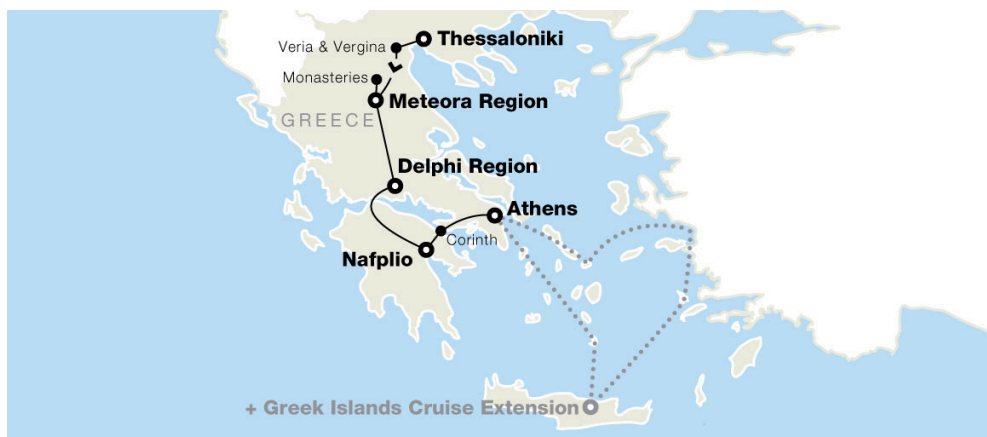 Thessaloniki
Veria & Vergina
Monasteries
Meteora Region
GREECE
Delphi Region
Athens
Corinth
Nafplio
+ Greek Islands Cruise Extension